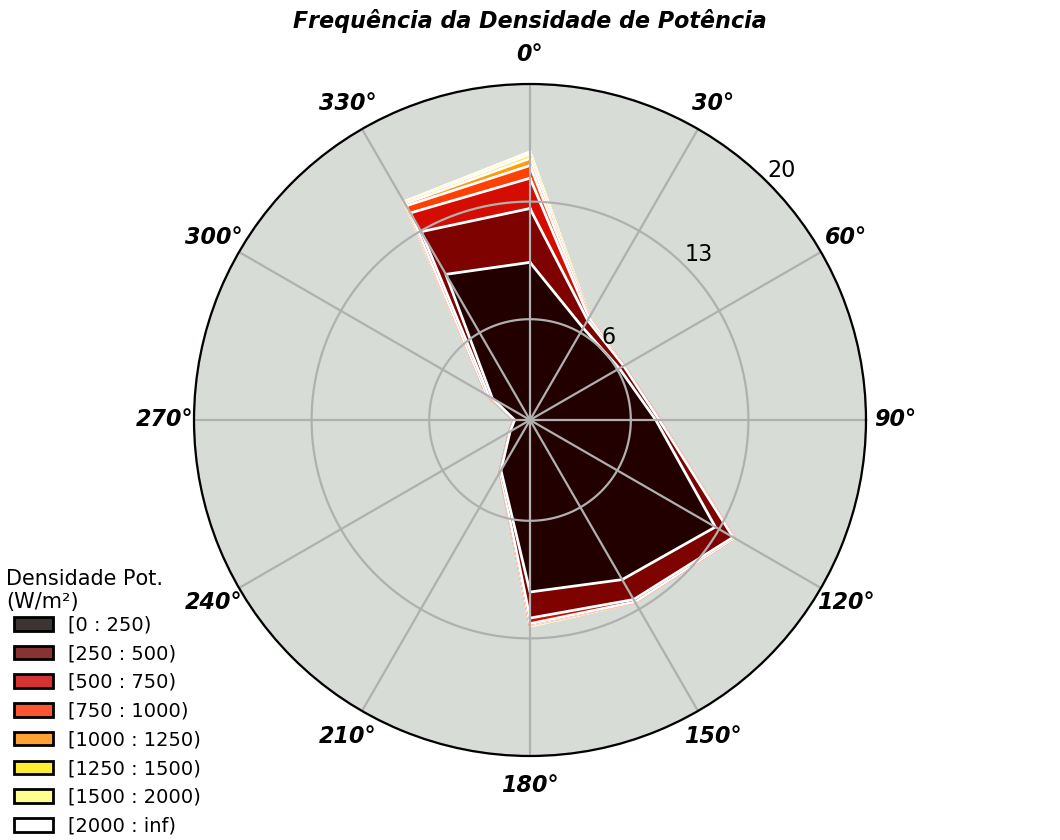 Frequência da Densidade de Potência
0°
330°
30°
20
300°
60°
13
6
270°
90°
240°
120°
210°
150°
180°
Densidade Pot.
(W/m²)
[0 : 250)
[250 : 500)
[500 : 750)
[750 : 1000)
[1000 : 1250)
[1250 : 1500)
[1500 : 2000)
[2000 : inf)